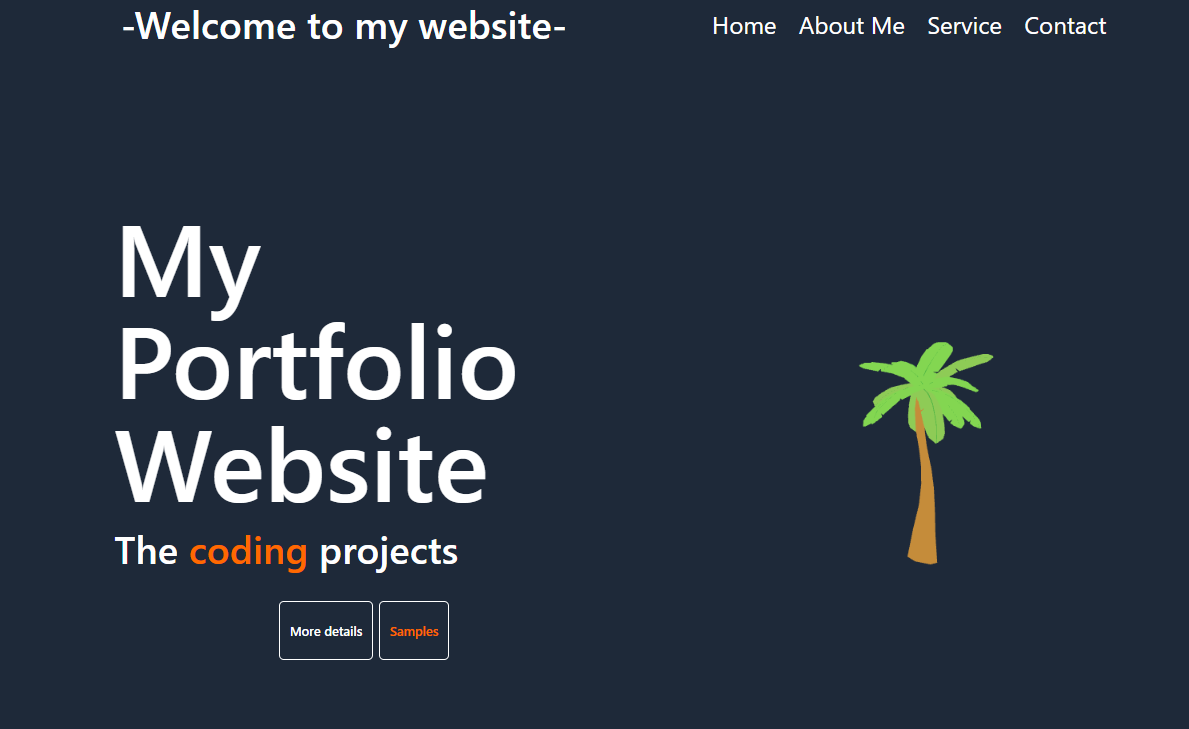 -Welcome to my website-
Home About Me Service Contact
My
Portfolio
Website
The coding projects
More details
Samples